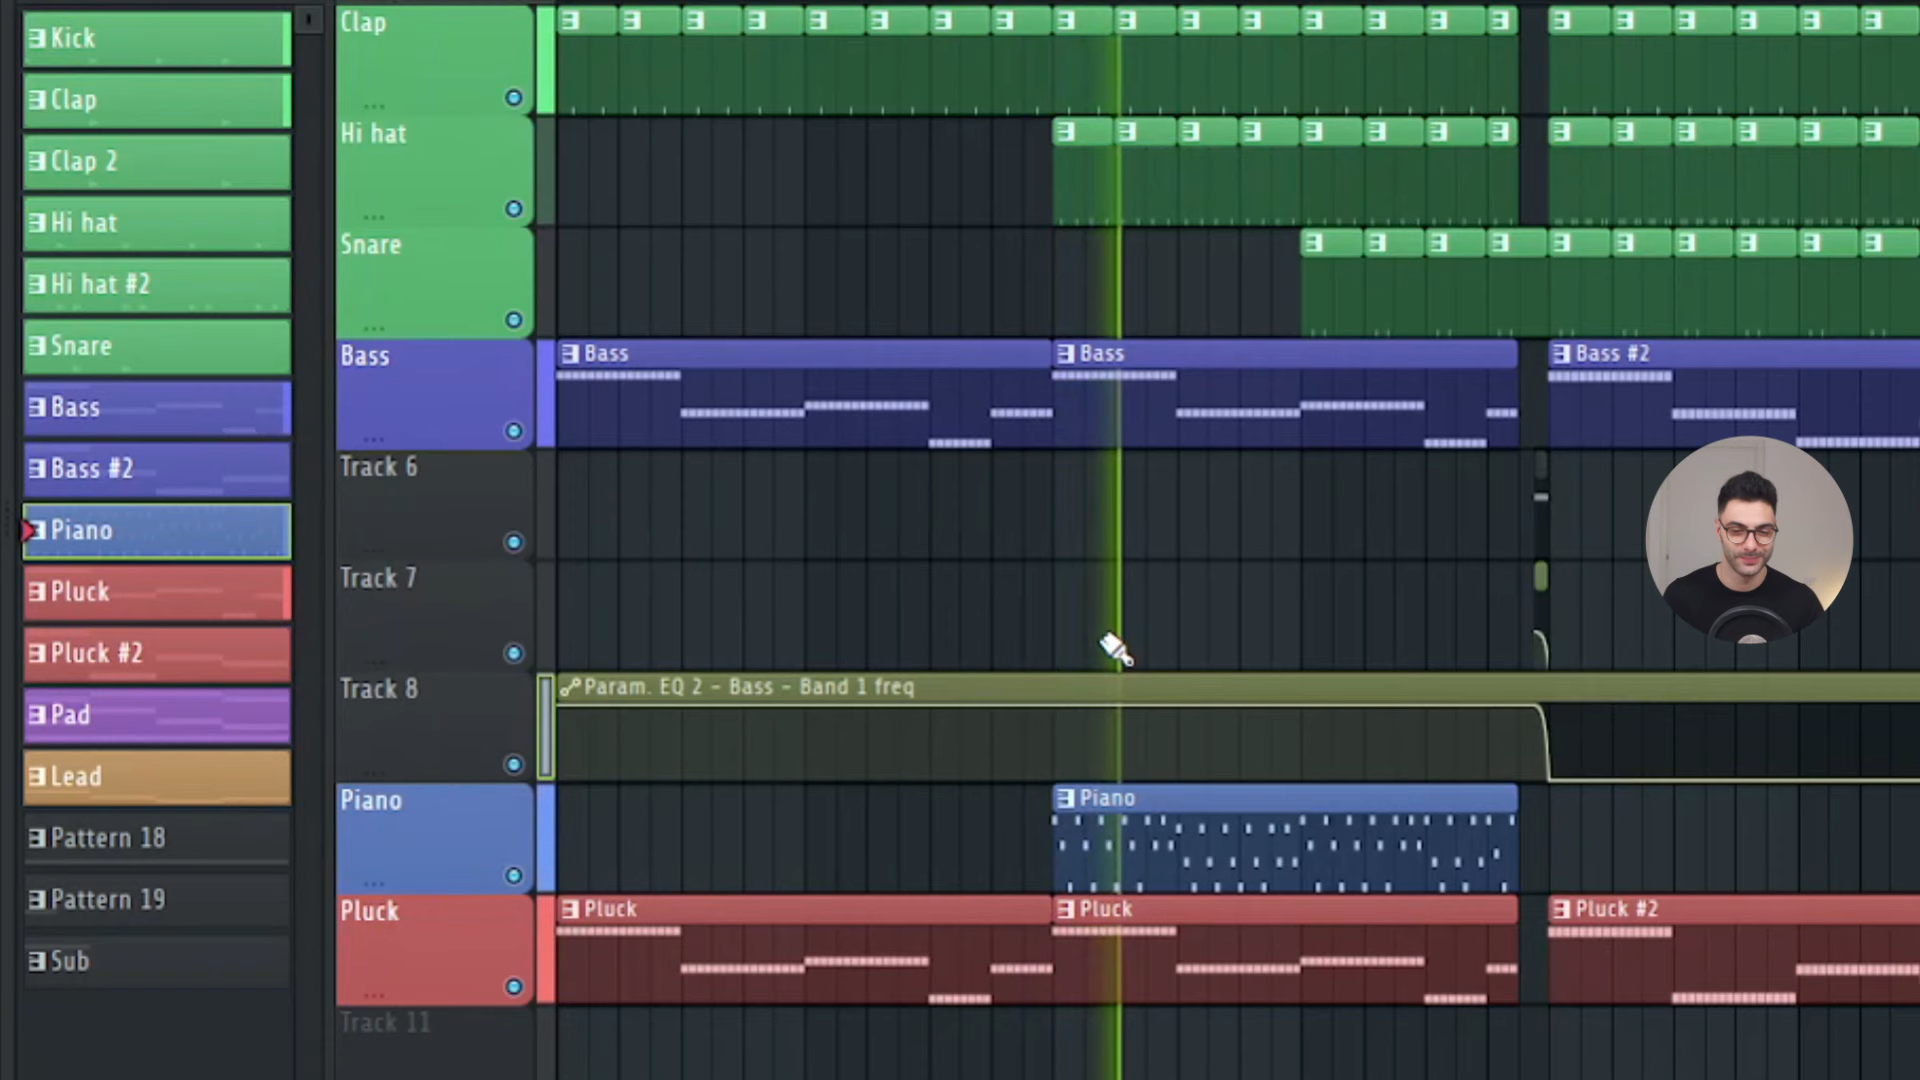 Kick
Clap
Clap 2
Hi hat
Hi hat #2
Snare
Bass
Bass #2
Piano
Pluck
Pluck #2
Pad
Lead
Pattern 18
Pattern 19
Sub
Clap
Hi hat
Snare
Bass
Bass
Bass
Bass #2
Track 6
Track 7
Track 8
Param. EQ 2 - Bass - Band 1 freq
Piano
Piano
Pluck
Pluck
Pluck
Pluck #2
Track 11